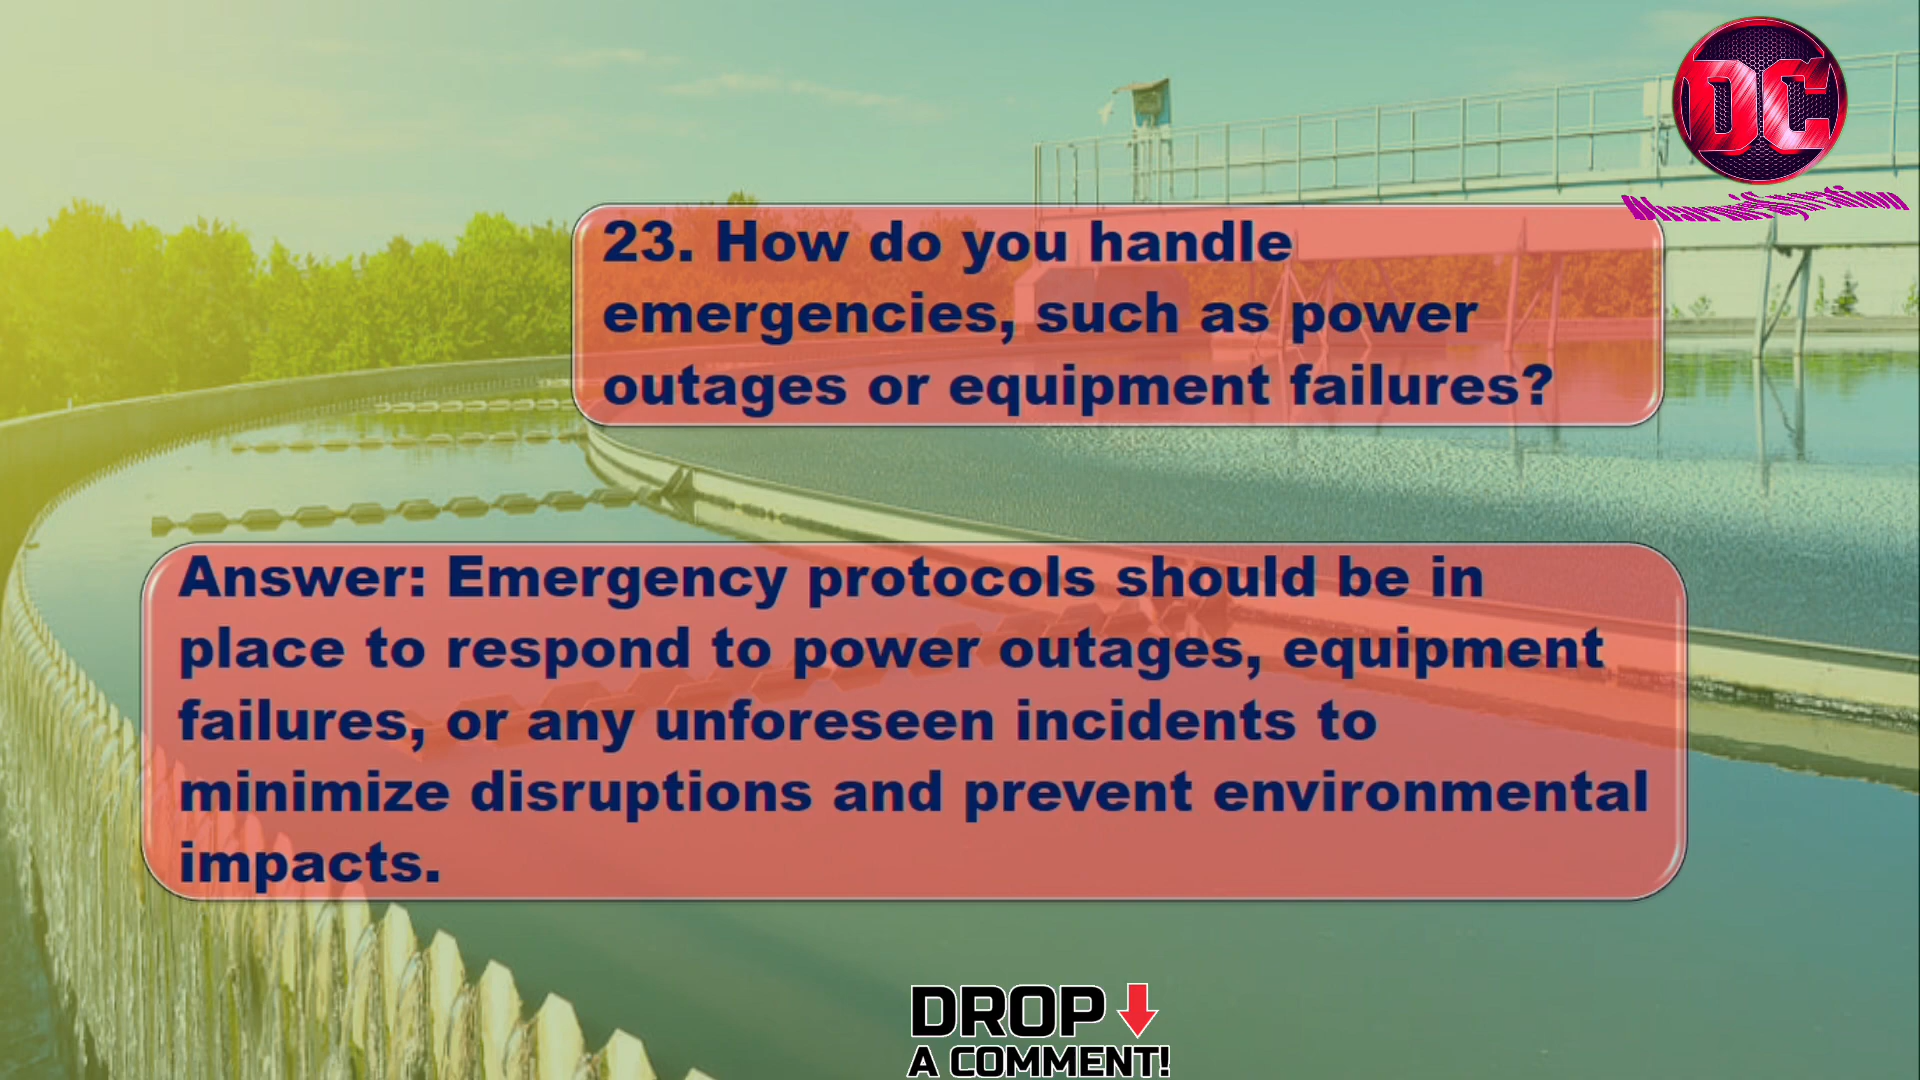 DC
23. How do you handle
emergencies, such as power
outages or equipment failures?
Answer: Emergency protocols should be in
place to respond to power outages, equipment
failures, or any unforeseen incidents to
minimize disruptions and prevent environmental
impacts.
DROP
A COMMENT!